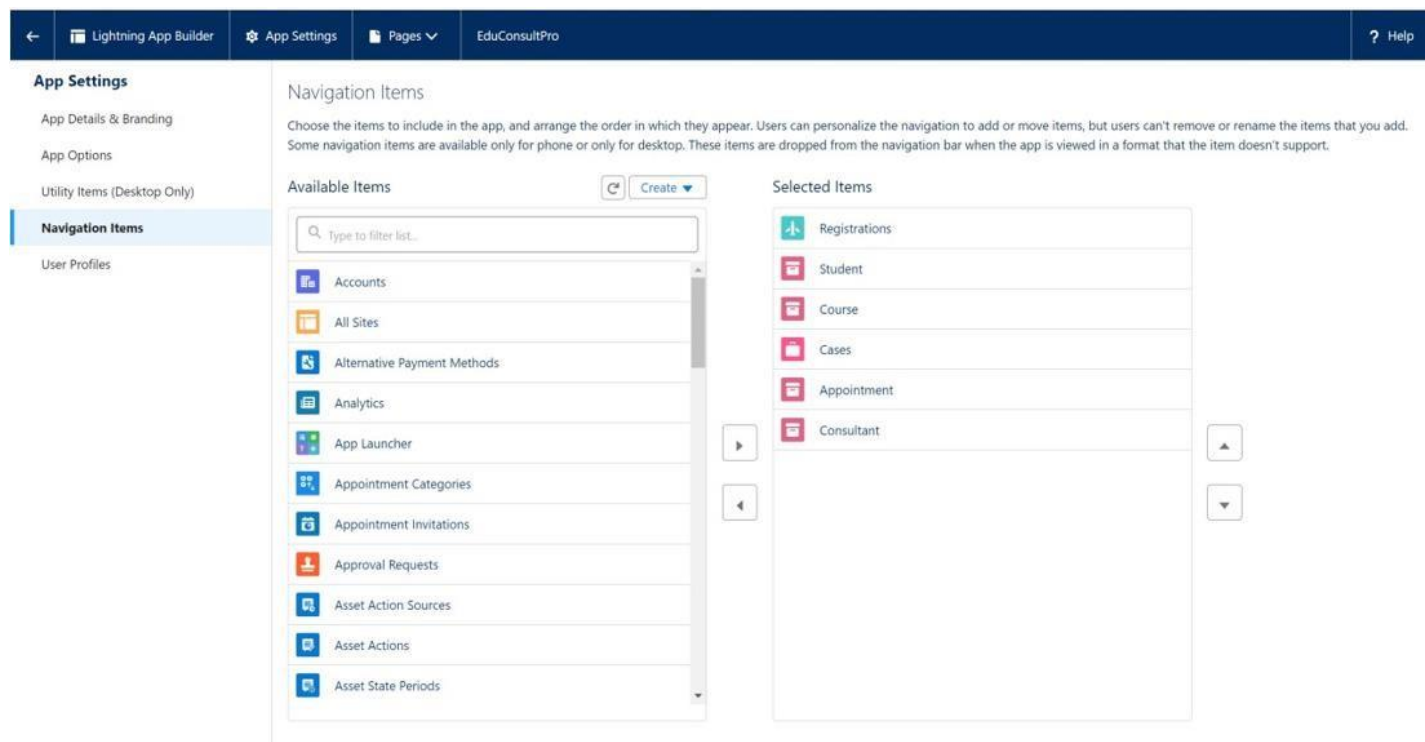 Lightning App Builder
App Settings
Pages
EduConsultPro
? Help
App Settings
App Details & Branding
App Options
Utility Items (Desktop Only)
Navigation Items
User Profiles
Navigation Items
Choose the items to include in the app, and arrange the order in which they appear. Users can personalize the navigation to add or move items, but users can't remove or rename the items that you add.
Some navigation items are available only for phone or only for desktop. These items are dropped from the navigation bar when the app is viewed in a format that the item doesn't support.
Available Items
Create
Type to filter list...
Accounts
All Sites
Alternative Payment Methods
Analytics
App Launcher
Appointment Categories
Appointment Invitations
Approval Requests
Asset Action Sources
Asset Actions
Asset State Periods
Selected Items
Registrations
Student
Course
Cases
Appointment
Consultant